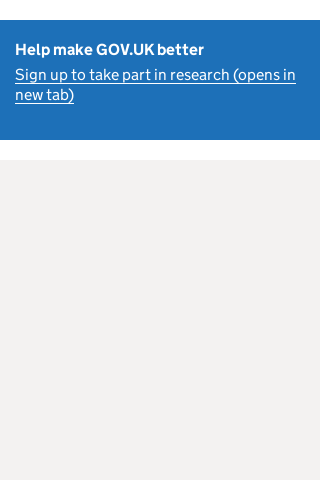 Help make GOV.UK better
Sign up to take part in research (opens in
new tab)